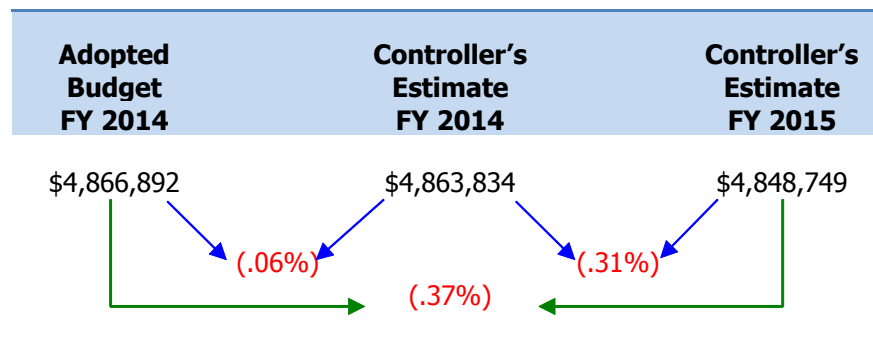 Adopted
Budget
FY 2014
Controller’s
Estimate
FY 2014
Controller’s
Estimate
FY 2015
$4,866,892
$4,863,834
$4,848,749
(.06%)
(.31%)
(.37%)